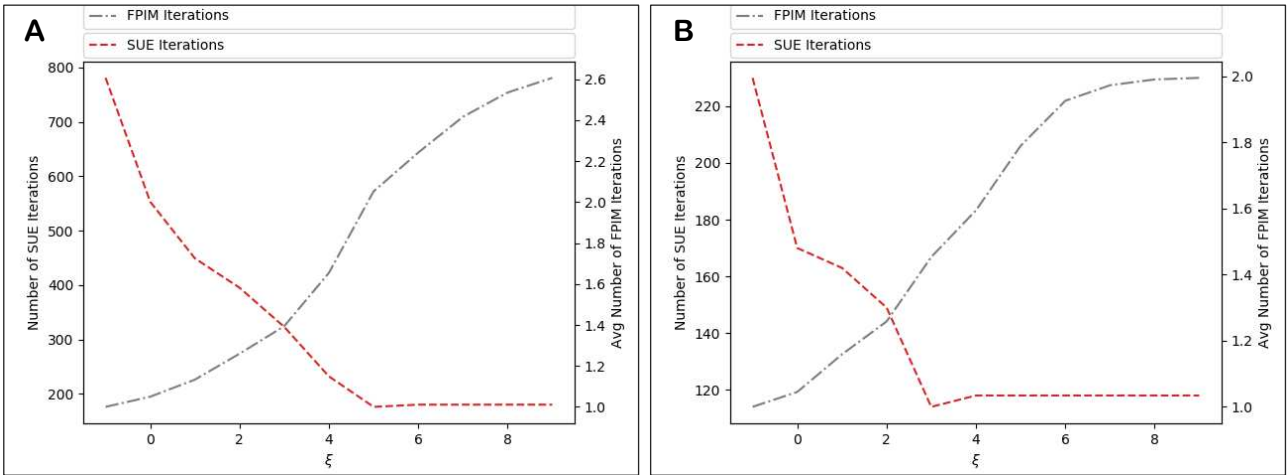 A
FPIM Iterations
SUE Iterations
Number of SUE Iterations
800
700
600
500
400
300
200
2.6
2.4
2.2
2.0
1.8
1.6
1.4
1.2
1.0
Avg Number of FPIM Iterations
0 2 4 6 8
ξ
B
FPIM Iterations
SUE Iterations
Number of SUE Iterations
220
200
180
160
140
120
2.0
1.8
1.6
1.4
1.2
1.0
Avg Number of FPIM Iterations
0 2 4 6 8
ξ